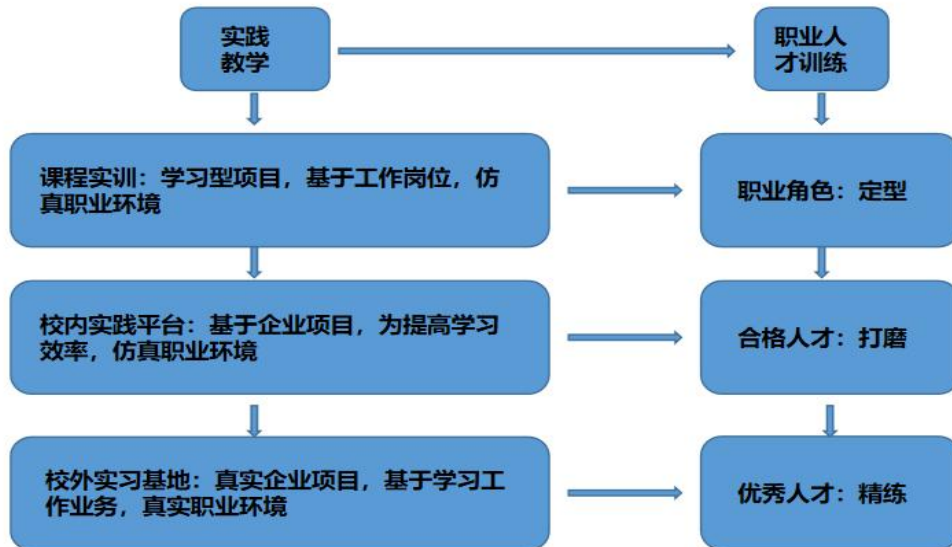 实践
教学
职业人
才训练
课程实训：学习型项目，基于工作岗位，仿
真职业环境
职业角色：定型
校内实践平台：基于企业项目，为提高学习
效率，仿真职业环境
合格人才：打磨
校外实习基地：真实企业项目，基于学习工
作业务，真实职业环境
优秀人才：精练